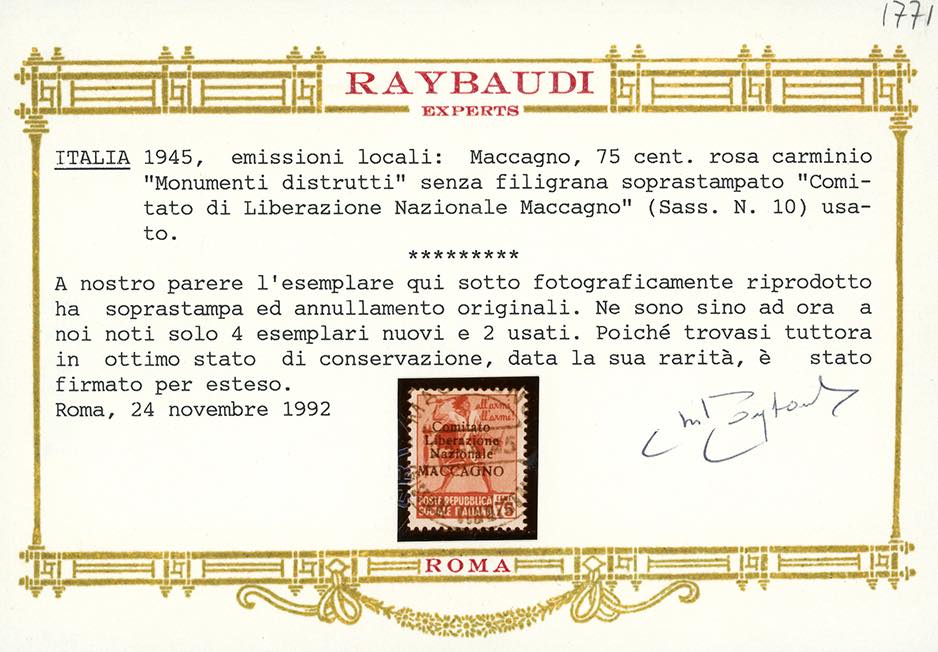 1771
RAYBAUDI
EXPERTS
ITALIA 1945, emissioni locali: Maccagno, 75 cent. rosa carminio
"Monumenti distrutti" senza filigrana soprastampato "Comi-
tato di Liberazione Nazionale Maccagno" (Sass. N. 10) usa-
to.
*********
A nostro parere l'esemplare qui sotto fotograficamente riprodotto
ha soprastampa ed annullamento originali. Ne sono sino ad ora a
noi noti solo 4 esemplari nuovi e 2 usati. Poiché trovasi tuttora
in ottimo stato di conservazione, data la sua rarità, è stato
firmato per esteso.
Roma, 24 novembre 1992
all'armi
all'armi!
Comitato
Liberazione
Nazionale
MACCAGNO
POSTE REPUBBLICA
SOCIALE ITALIANA 75
ROMA